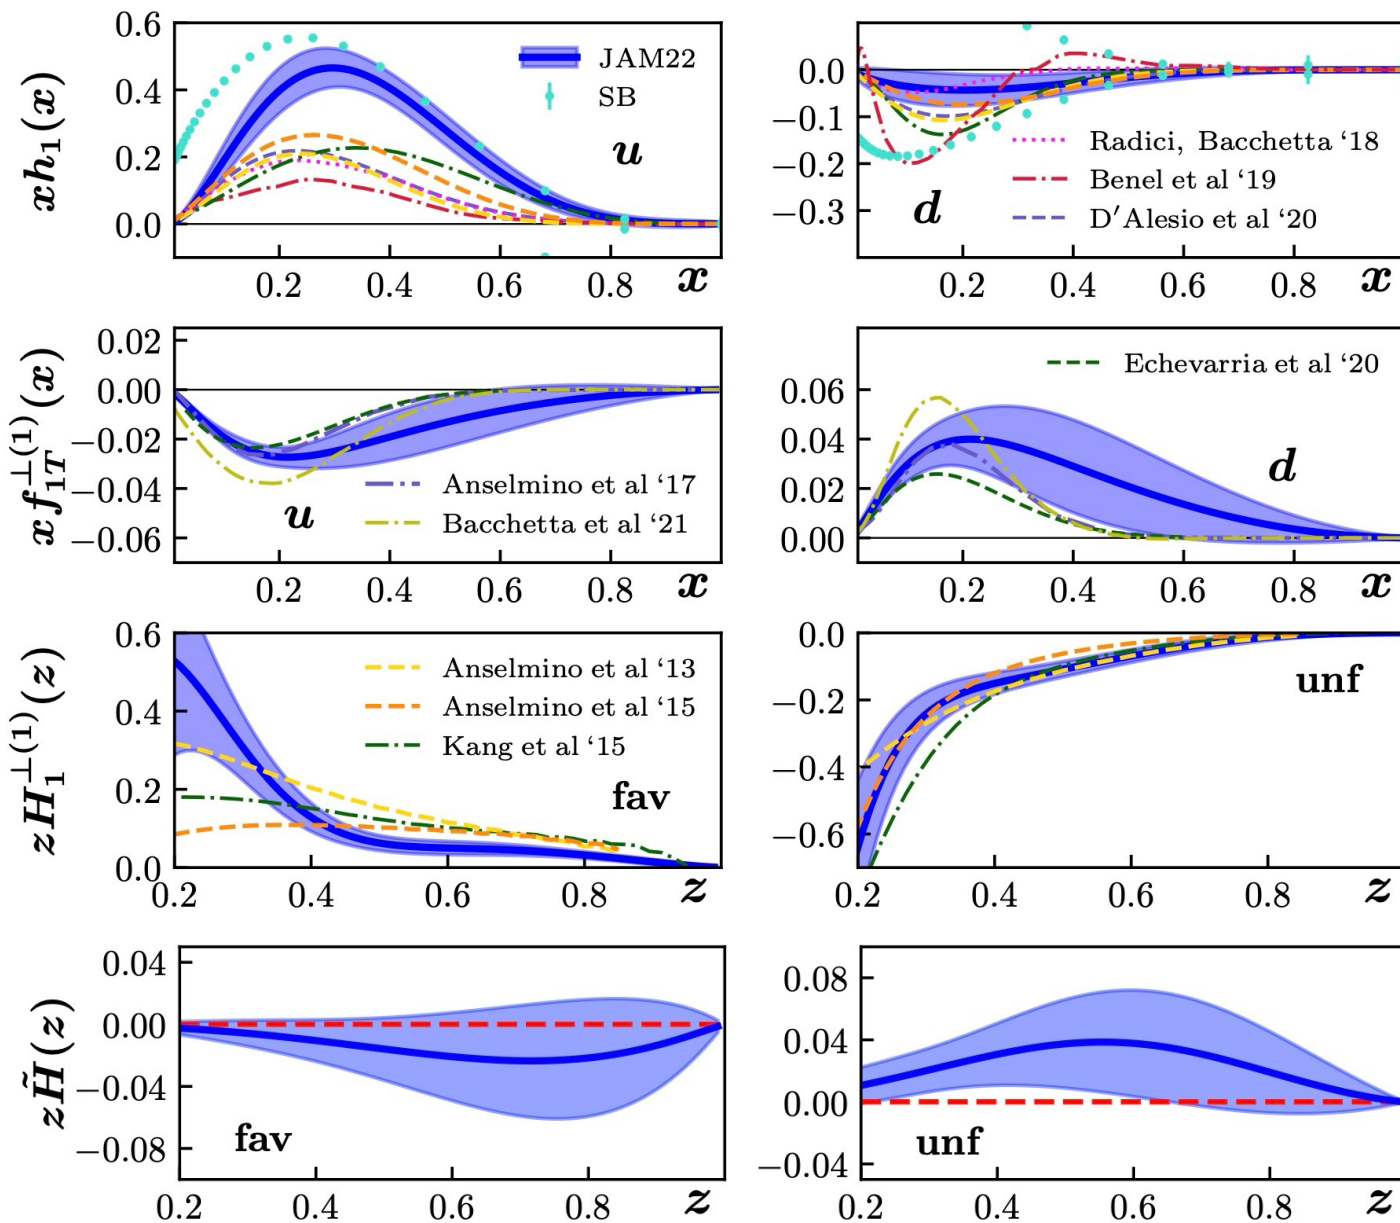 xh₁(x)
0.6
0.4
0.2
0.0
JAM22
SB
u
0.2 0.4 0.6 0.8 x
0.0
−0.1
−0.2
−0.3
d
Radici, Bacchetta ‘18
Benel et al ‘19
D′Alesio et al ‘20
0.2 0.4 0.6 0.8 x
xf₁T^⊥(1)(x)
0.02
0.00
−0.02
−0.04
−0.06
u
Anselmino et al ‘17
Bacchetta et al ‘21
0.2 0.4 0.6 0.8 x
0.06
0.04
0.02
0.00
Echevarria et al ‘20
d
0.2 0.4 0.6 0.8 x
zH₁^⊥(1)(z)
0.6
0.4
0.2
0.0
Anselmino et al ‘13
Anselmino et al ‘15
Kang et al ‘15
fav
0.2 0.4 0.6 0.8 z
0.0
−0.2
−0.4
−0.6
unf
0.2 0.4 0.6 0.8 z
zH̃(z)
0.04
0.00
−0.04
−0.08
fav
0.2 0.4 0.6 0.8 z
0.08
0.04
0.00
−0.04
unf
0.2 0.4 0.6 0.8 z